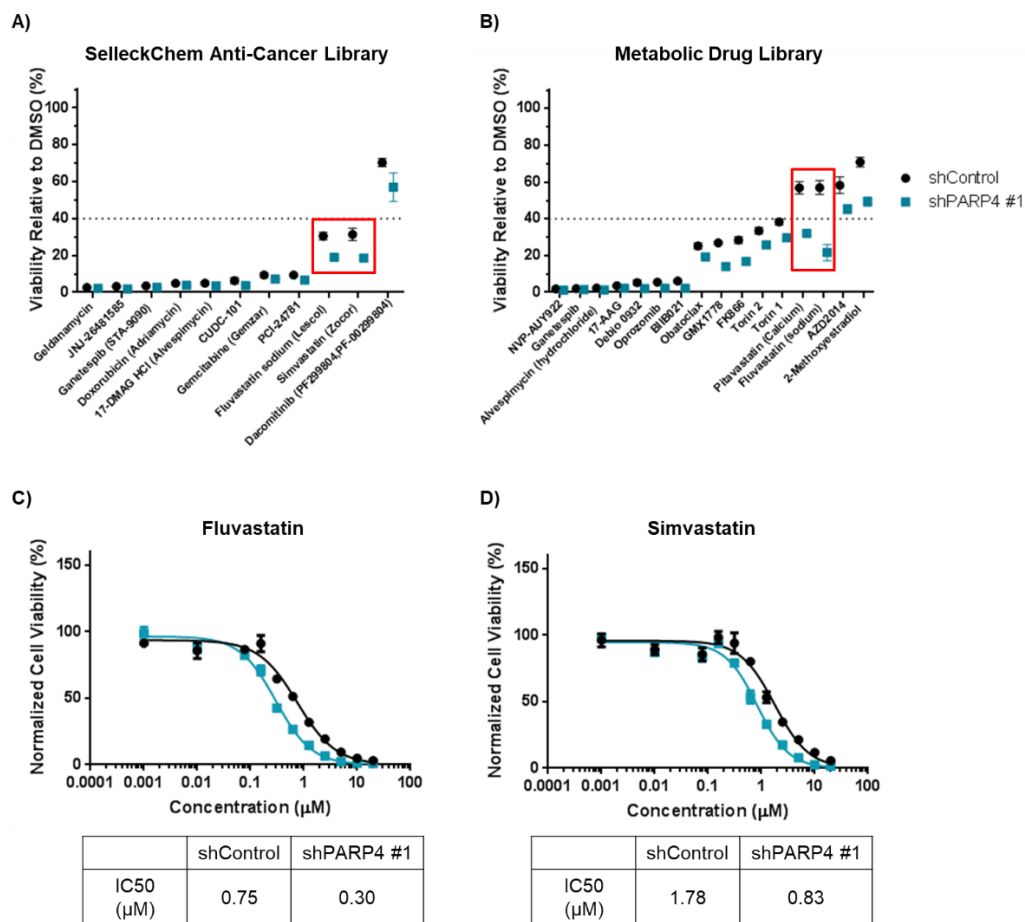 A)
SelleckChem Anti-Cancer Library
Viability Relative to DMSO (%)
100
80
60
40
20
0
Geldanamycin
JNJ-26481585
Ganetespib (STA-9090)
Doxorubicin (Adriamycin)
17-DMAG HCl (Alvespimycin)
CUDC-101
Gemcitabine (Gemzar)
PCI-24781
Fluvastatin sodium (Lescol)
Simvastatin (Zocor)
Dacomitinib (PF299804,PF-00299804)
B)
Metabolic Drug Library
Viability Relative to DMSO (%)
100
80
60
40
20
0
NVP-AUY922
Ganetespib
Alvespimycin (hydrochloride)
17-AAG
Debio 0932
Oprozomib
BIIB021
Obatoclax
GMX1778
FK866
Torin 2
Torin 1
Pitavastatin (Calcium)
Fluvastatin (sodium)
AZD2014
2-Methoxyestradiol
shControl
shPARP4 #1
C)
Fluvastatin
Normalized Cell Viability (%)
150
100
50
0
0.0001 0.001 0.01 0.1 1 10 100
Concentration (µM)
shControl shPARP4 #1
IC50 (µM) 0.75 0.30
D)
Simvastatin
Normalized Cell Viability (%)
150
100
50
0
0.0001 0.001 0.01 0.1 1 10 100
Concentration (µM)
shControl shPARP4 #1
IC50 (µM) 1.78 0.83